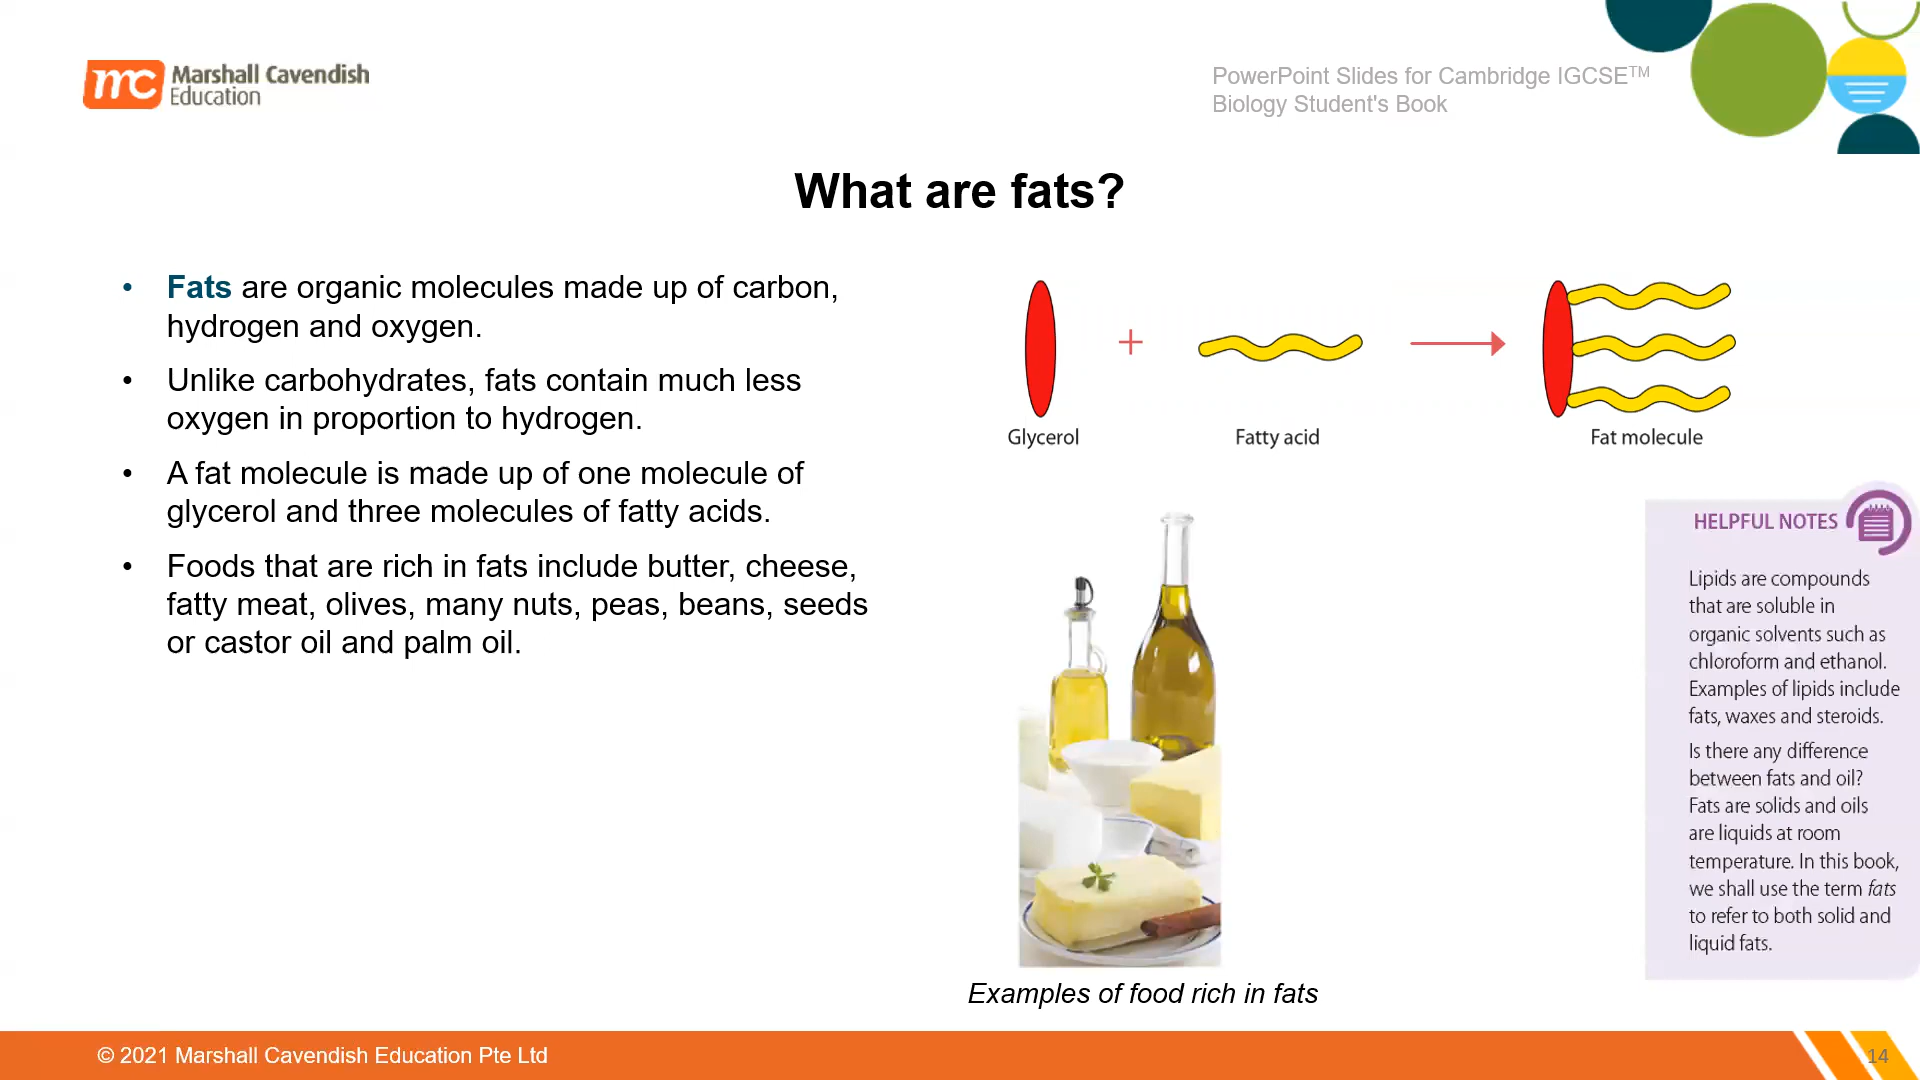 mc Marshall Cavendish
Education
PowerPoint Slides for Cambridge IGCSE™
Biology Student's Book
What are fats?
• Fats are organic molecules made up of carbon,
hydrogen and oxygen.
• Unlike carbohydrates, fats contain much less
oxygen in proportion to hydrogen.
• A fat molecule is made up of one molecule of
glycerol and three molecules of fatty acids.
• Foods that are rich in fats include butter, cheese,
fatty meat, olives, many nuts, peas, beans, seeds
or castor oil and palm oil.
+
Glycerol
Fatty acid
Fat molecule
HELPFUL NOTES
Lipids are compounds
that are soluble in
organic solvents such as
chloroform and ethanol.
Examples of lipids include
fats, waxes and steroids.
Is there any difference
between fats and oil?
Fats are solids and oils
are liquids at room
temperature. In this book,
we shall use the term fats
to refer to both solid and
liquid fats.
Examples of food rich in fats
© 2021 Marshall Cavendish Education Pte Ltd
14